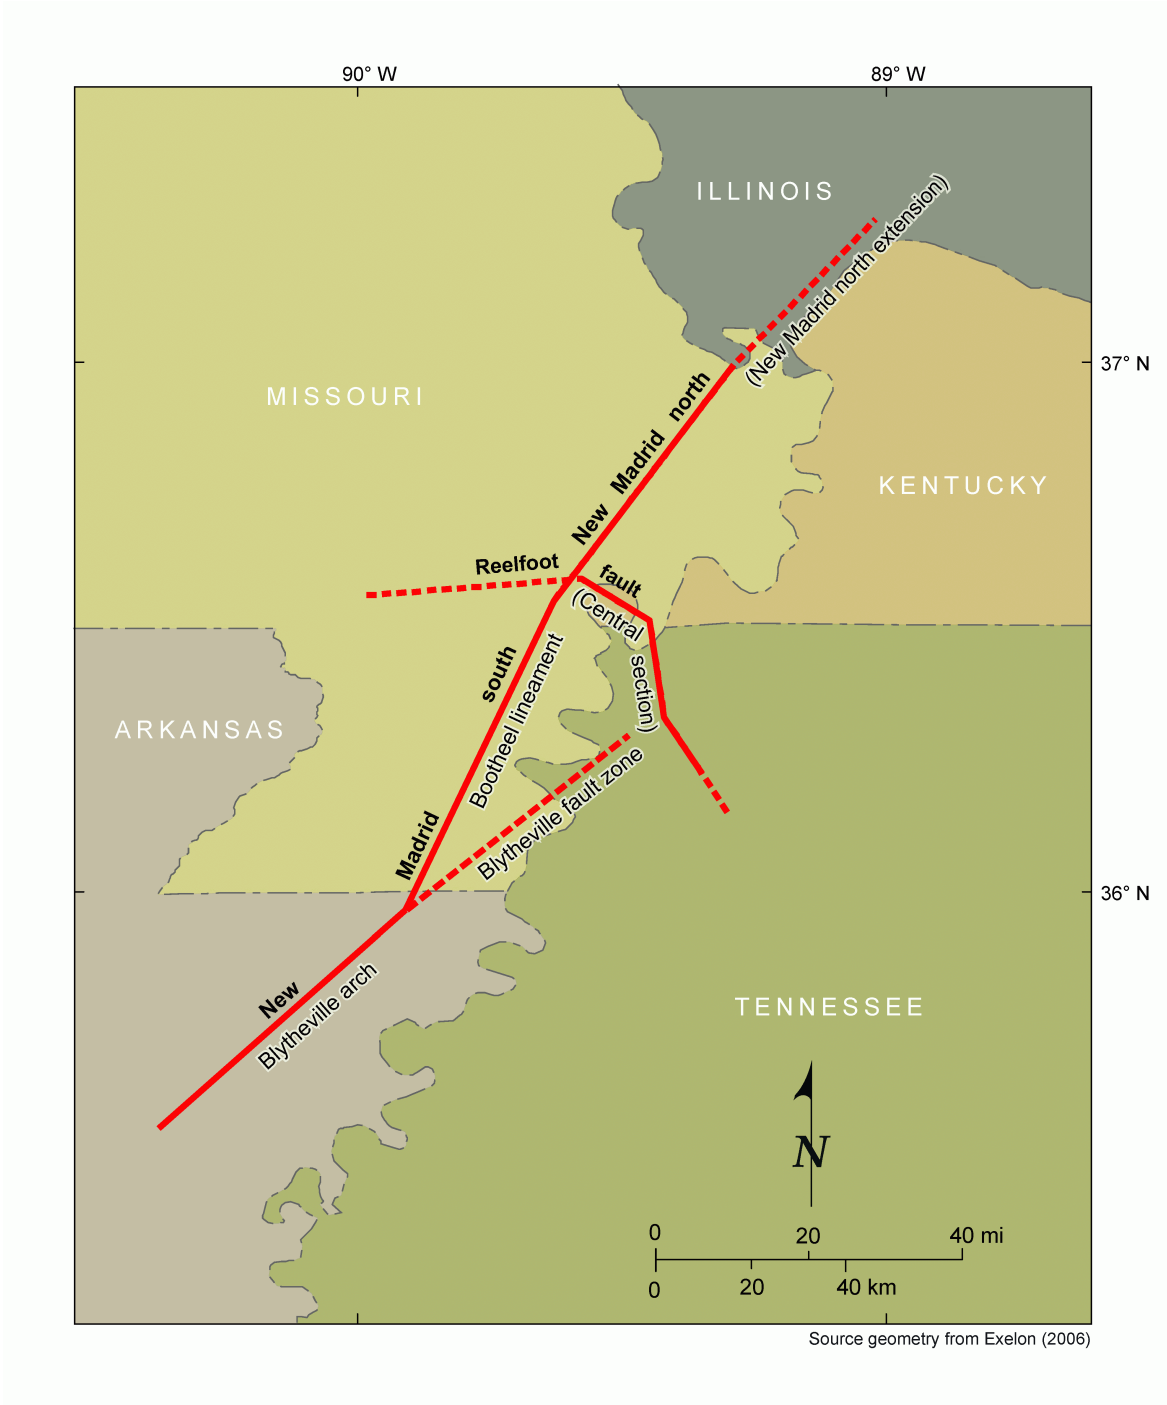 90° W
89° W
ILLINOIS
(New Madrid north extension)
37° N
MISSOURI
New Madrid north
KENTUCKY
Reelfoot fault
(Central section)
New Madrid south
Bootheel lineament
ARKANSAS
Blytheville fault zone
36° N
Blytheville arch
TENNESSEE
N
0 20 40 mi
0 20 40 km
Source geometry from Exelon (2006)